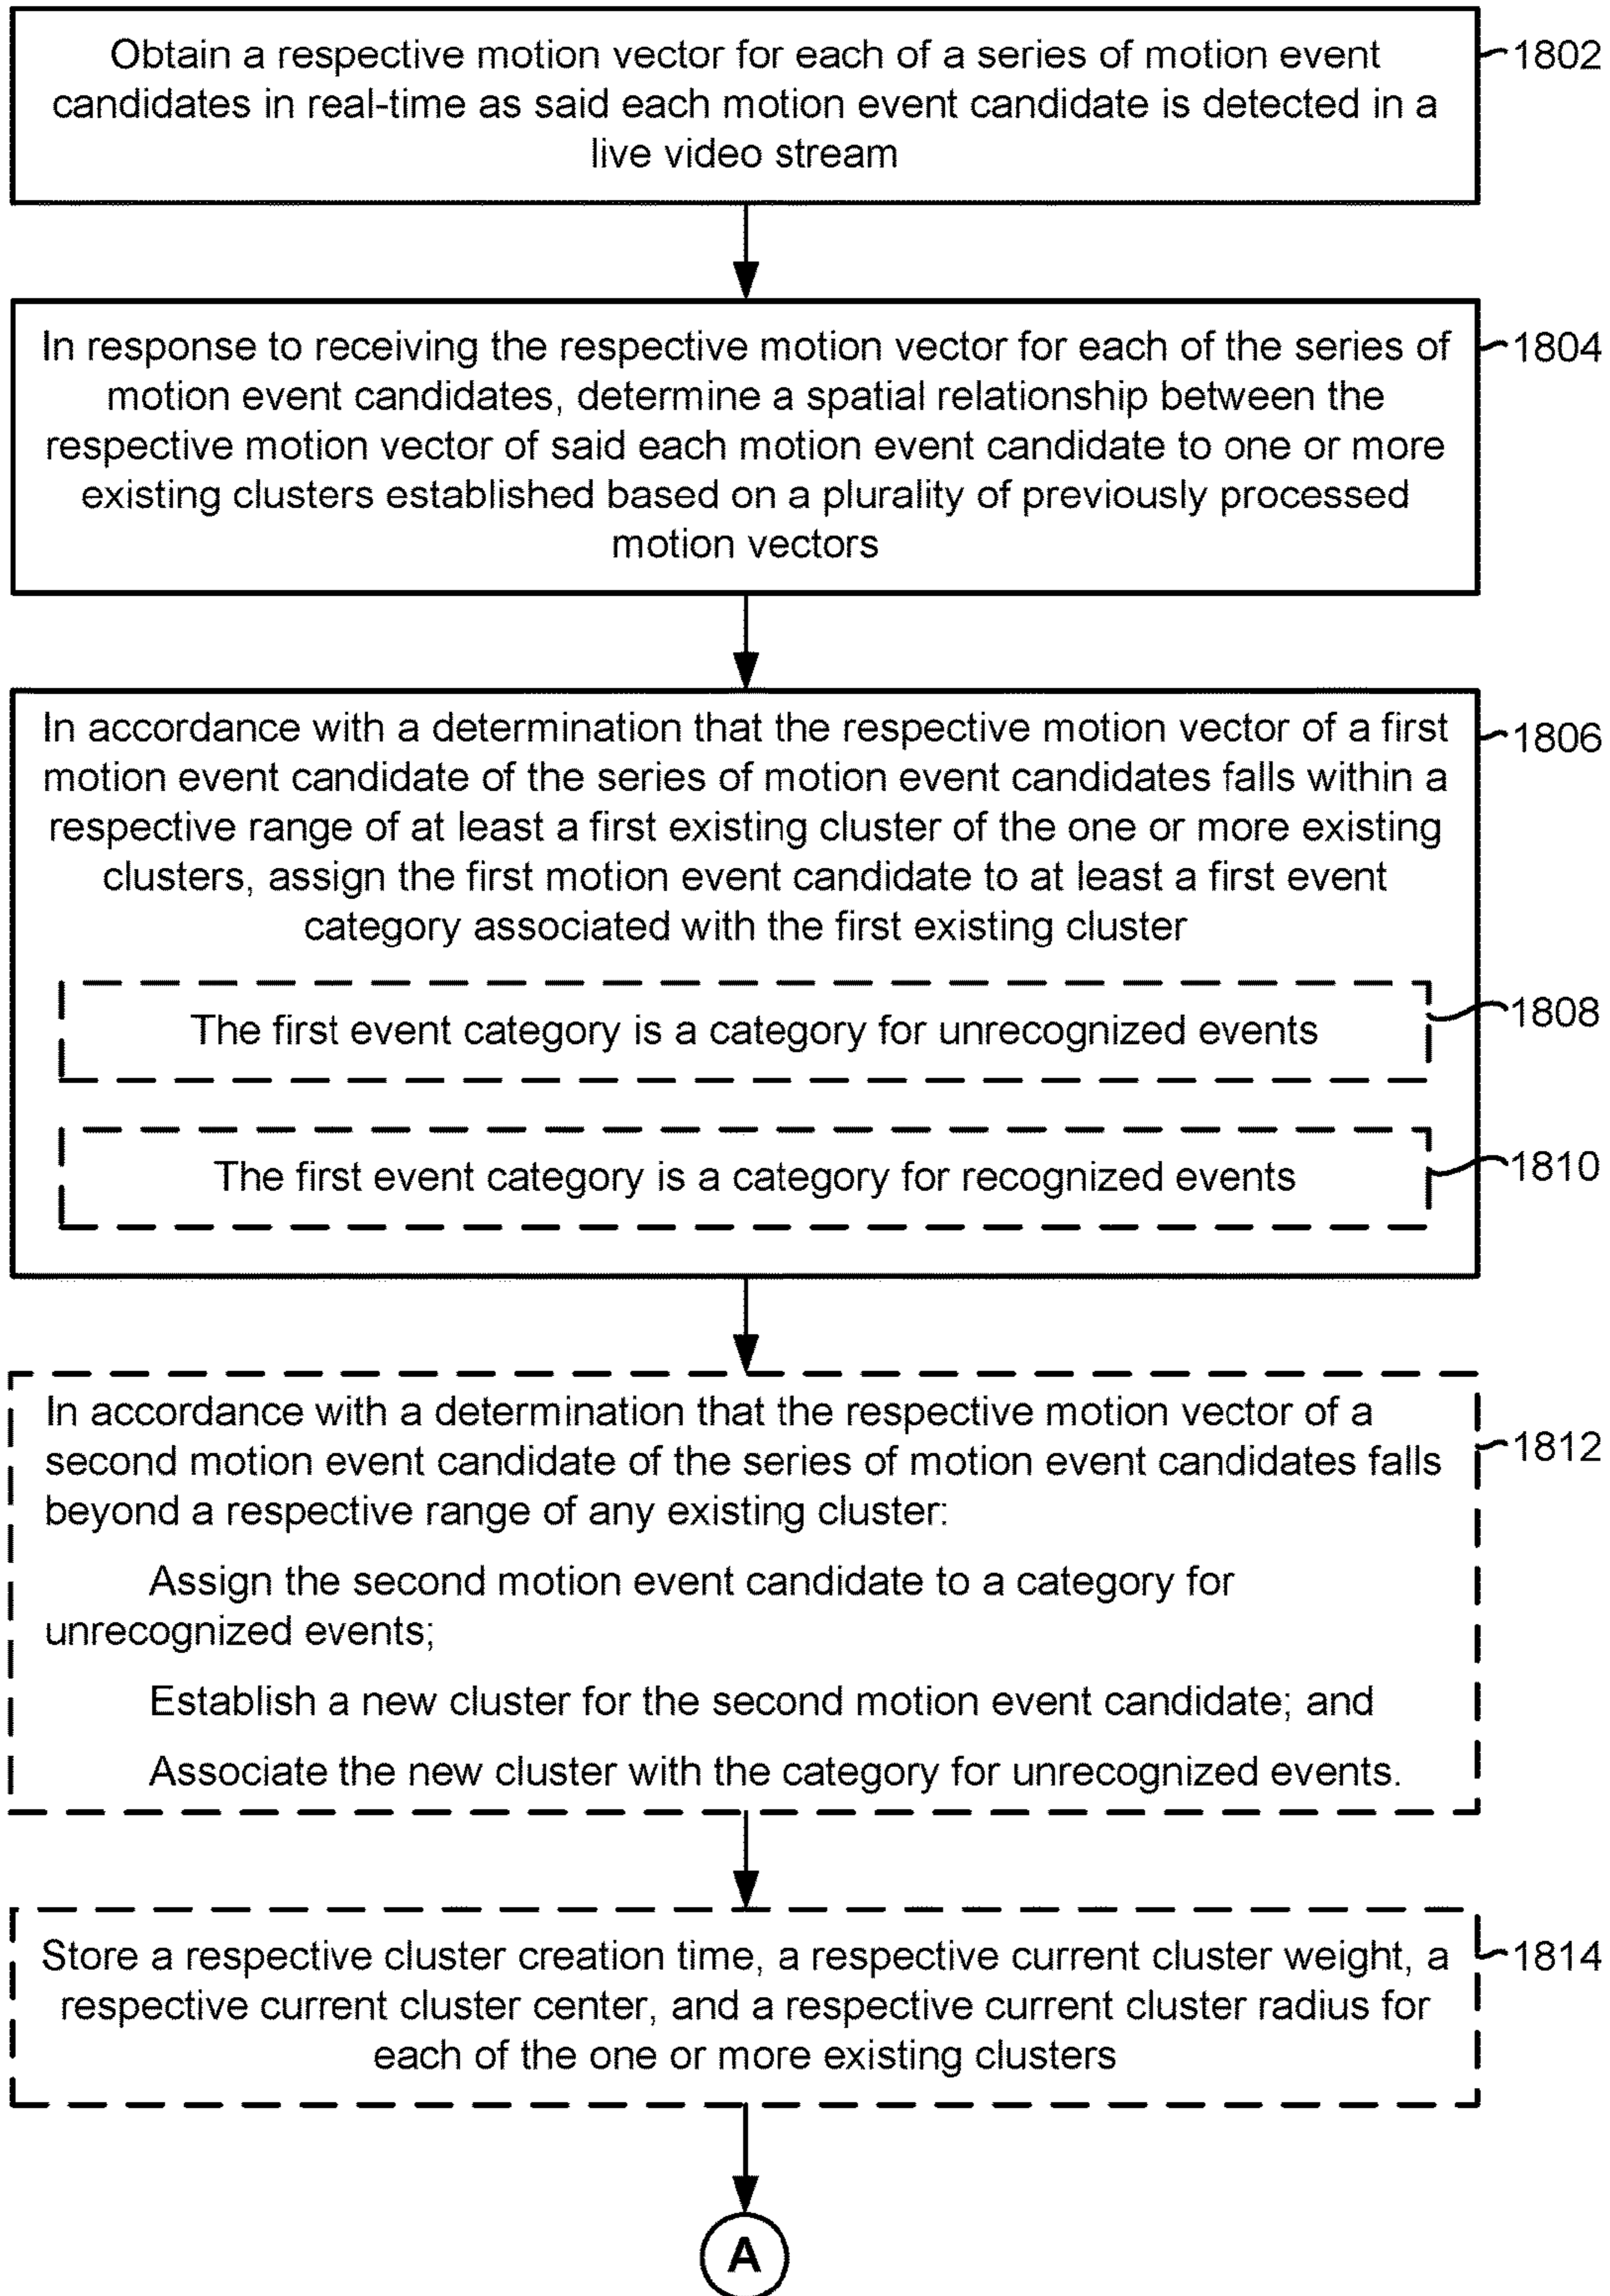 Obtain a respective motion vector for each of a series of motion event
candidates in real-time as said each motion event candidate is detected in a
live video stream
1802
In response to receiving the respective motion vector for each of the series of
motion event candidates, determine a spatial relationship between the
respective motion vector of said each motion event candidate to one or more
existing clusters established based on a plurality of previously processed
motion vectors
1804
In accordance with a determination that the respective motion vector of a first
motion event candidate of the series of motion event candidates falls within a
respective range of at least a first existing cluster of the one or more existing
clusters, assign the first motion event candidate to at least a first event
category associated with the first existing cluster
1806
The first event category is a category for unrecognized events
1808
The first event category is a category for recognized events
1810
In accordance with a determination that the respective motion vector of a
second motion event candidate of the series of motion event candidates falls
beyond a respective range of any existing cluster:
Assign the second motion event candidate to a category for
unrecognized events;
Establish a new cluster for the second motion event candidate; and
Associate the new cluster with the category for unrecognized events.
1812
Store a respective cluster creation time, a respective current cluster weight, a
respective current cluster center, and a respective current cluster radius for
each of the one or more existing clusters
1814
A